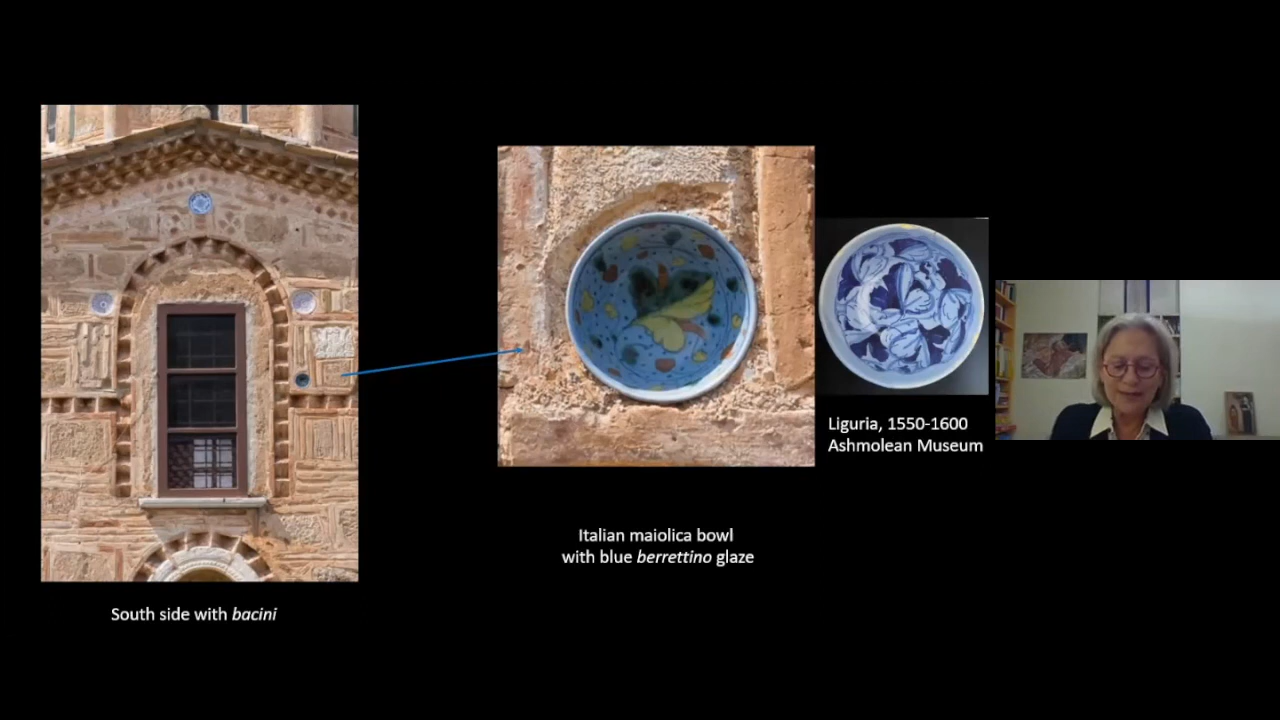 Liguria, 1550-1600
Ashmolean Museum
Italian maiolica bowl
with blue berrettino glaze
South side with bacini